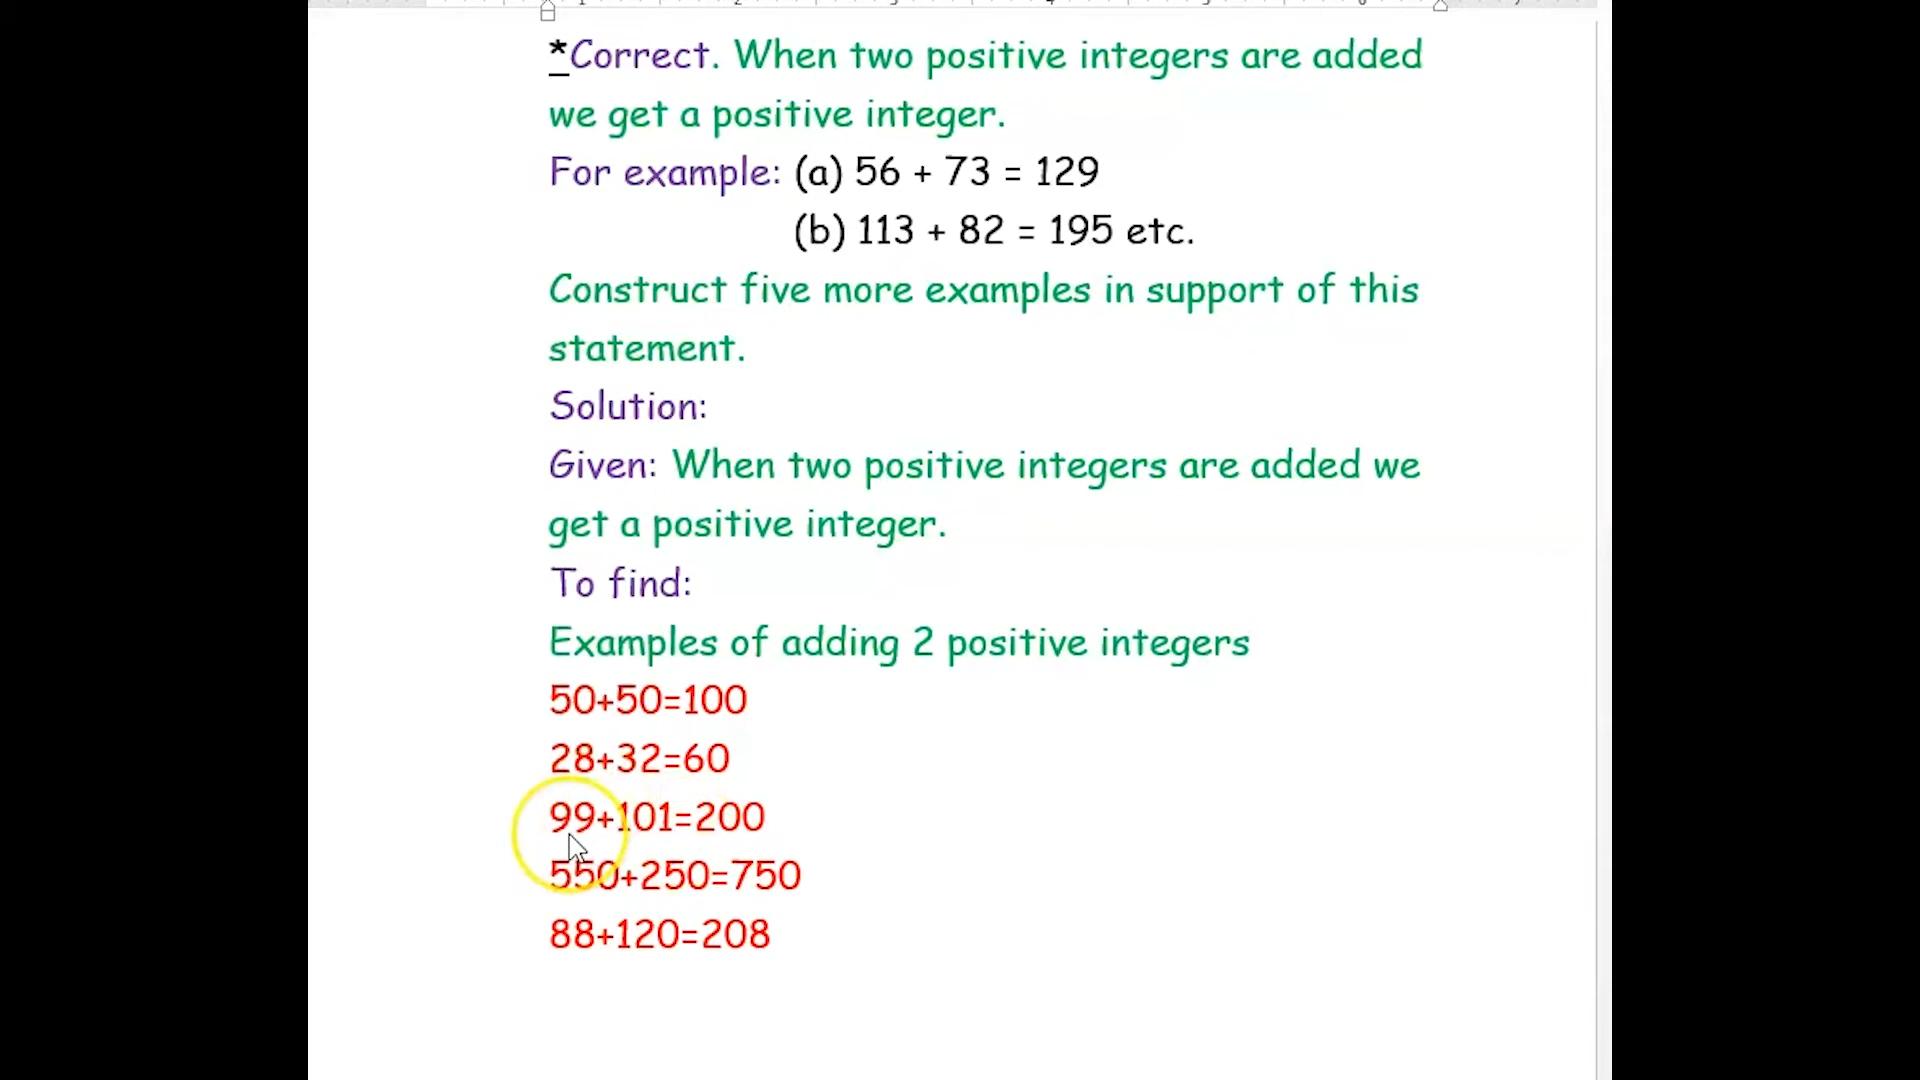 *Correct. When two positive integers are added
we get a positive integer.
For example: (a) 56 + 73 = 129
(b) 113 + 82 = 195 etc.
Construct five more examples in support of this
statement.
Solution:
Given: When two positive integers are added we
get a positive integer.
To find:
Examples of adding 2 positive integers
50+50=100
28+32=60
99+101=200
550+250=750
88+120=208